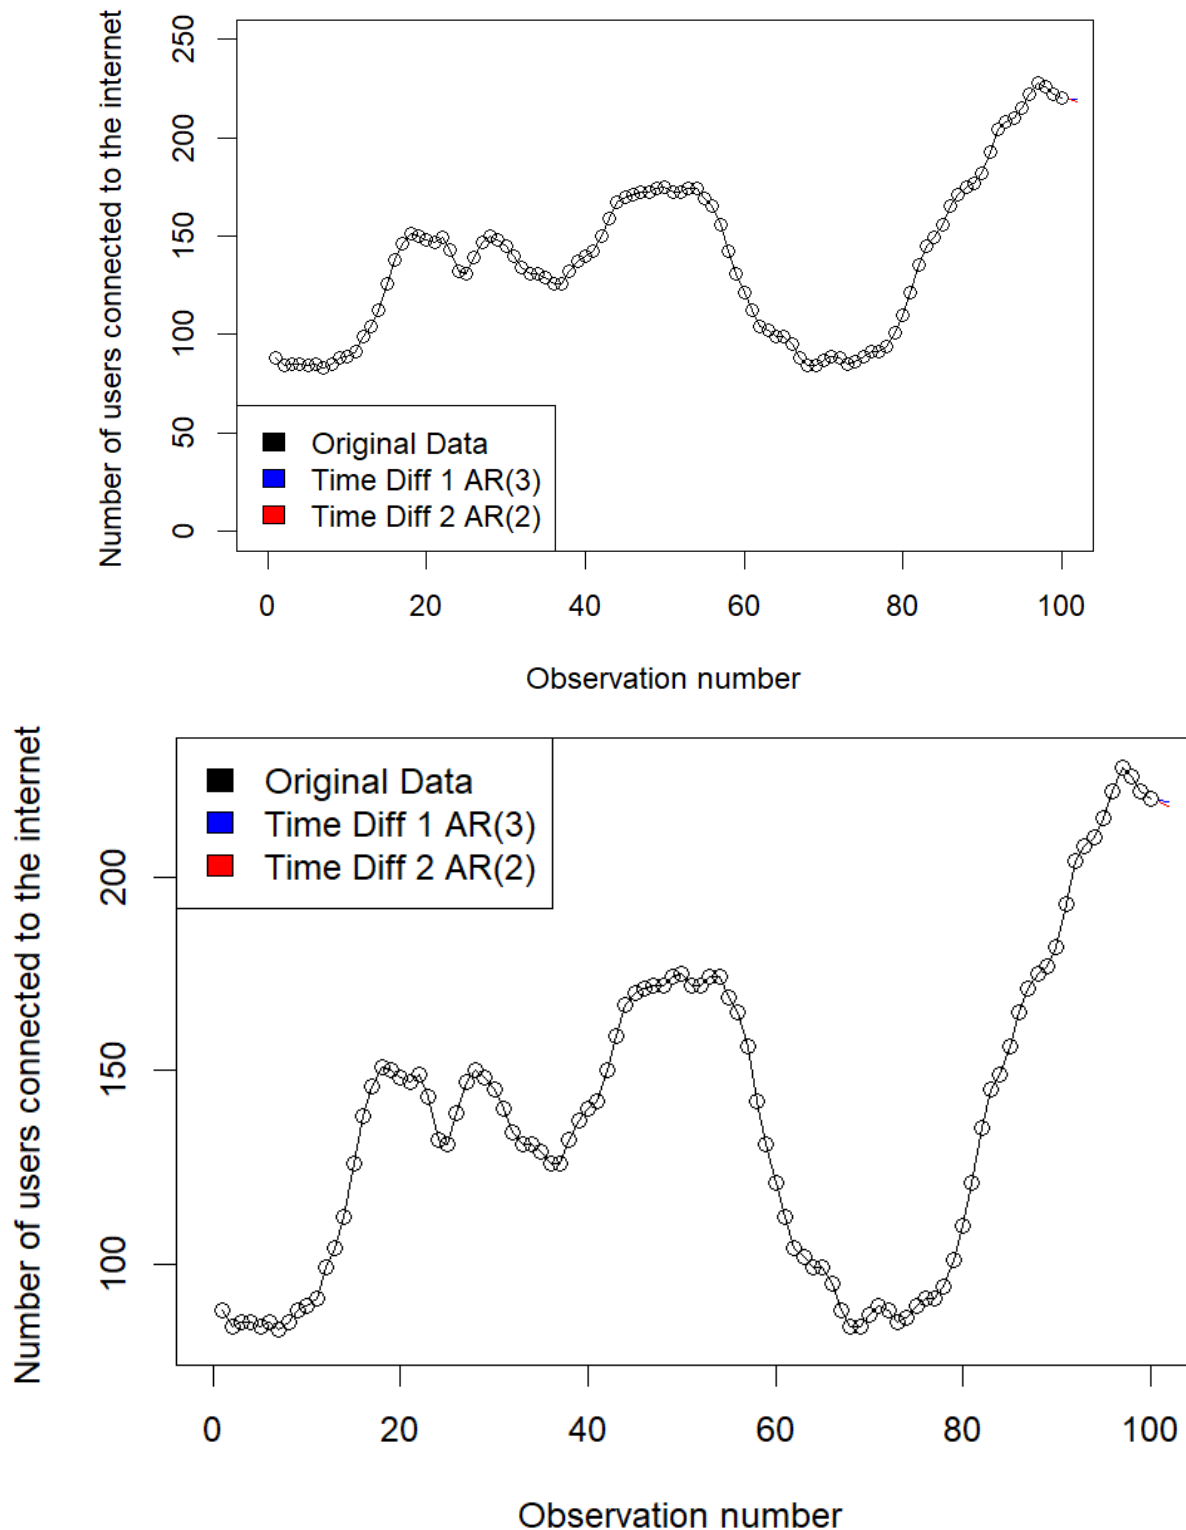 Number of users connected to the internet
250
200
150
100
50
0
Original Data
Time Diff 1 AR(3)
Time Diff 2 AR(2)
0 20 40 60 80 100
Observation number
Number of users connected to the internet
Original Data
Time Diff 1 AR(3)
Time Diff 2 AR(2)
200
150
100
0 20 40 60 80 100
Observation number